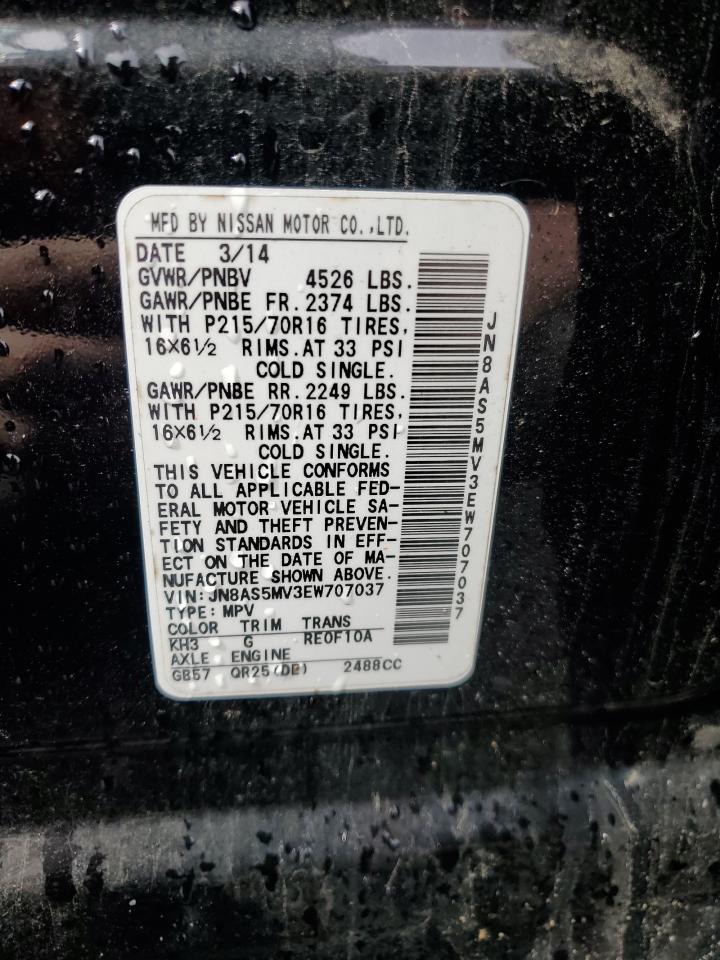 MFD BY NISSAN MOTOR CO.,LTD.
DATE 3/14
GVWR/PNBV 4526 LBS.
GAWR/PNBE FR.2374 LBS.
WITH P215/70R16 TIRES,
16X6½ RIMS.AT 33 PSI
COLD SINGLE.
GAWR/PNBE RR.2249 LBS.
WITH P215/70R16 TIRES,
16X6½ RIMS.AT 33 PSI
COLD SINGLE.
THIS VEHICLE CONFORMS
TO ALL APPLICABLE FED-
ERAL MOTOR VEHICLE SA-
FETY AND THEFT PREVEN-
TION STANDARDS IN EFF-
ECT ON THE DATE OF MA-
NUFACTURE SHOWN ABOVE.
VIN:JN8AS5MV3EW707037
TYPE:MPV
COLOR TRIM TRANS
KH3 G RE0F10A
AXLE ENGINE
GB57 QR25(DE) 2488CC
JN8AS5MV3EW707037